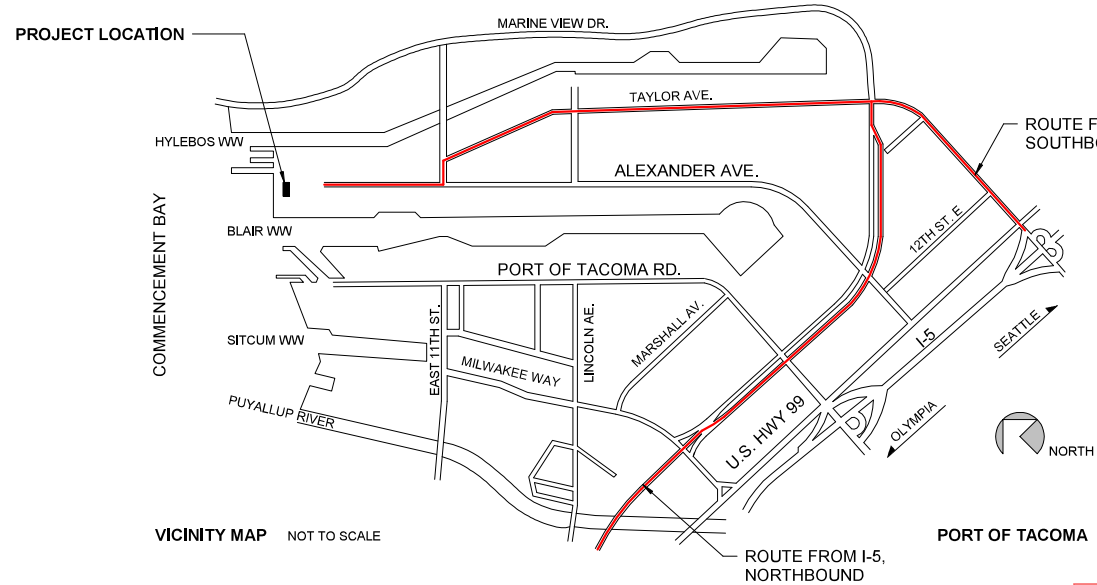 MARINE VIEW DR.
PROJECT LOCATION
TAYLOR AVE.
ROUTE F
SOUTHBO
HYLEBOS WW
ALEXANDER AVE.
COMMENCEMENT BAY
BLAIR WW
12TH ST. E
PORT OF TACOMA RD.
I-5
SEATTLE
SITCUM WW
EAST 11TH ST.
LINCOLN AE.
MARSHALL AV.
MILWAKEE WAY
PUYALLUP RIVER
U.S. HWY 99
OLYMPIA
NORTH
VICINITY MAP NOT TO SCALE
PORT OF TACOMA
ROUTE FROM I-5,
NORTHBOUND